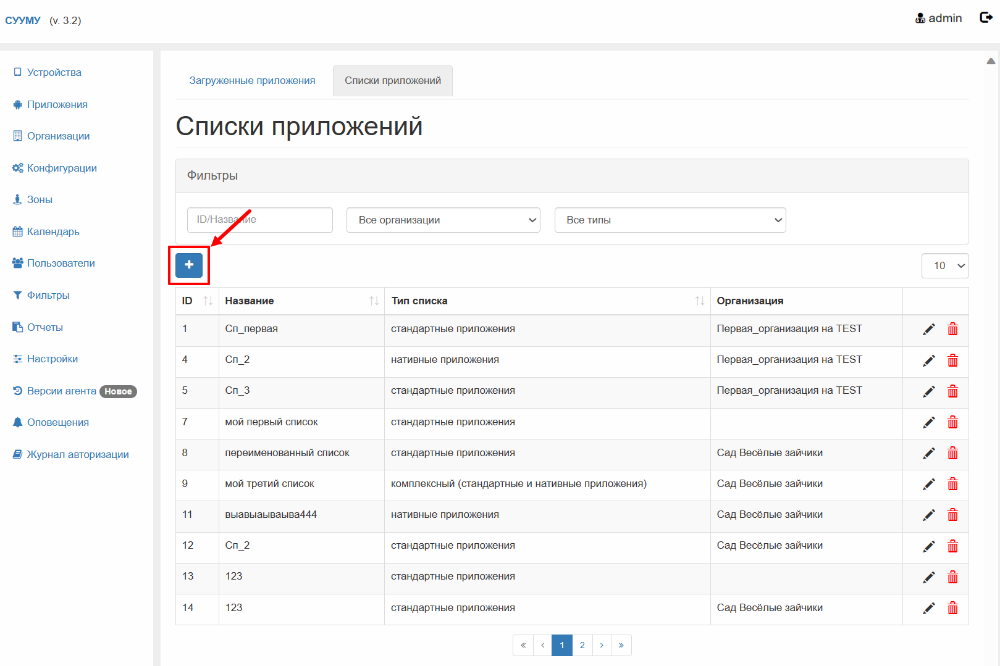 СУУМУ (v. 3.2)
admin
Устройства
Приложения
Организации
Конфигурации
Зоны
Календарь
Пользователи
Фильтры
Отчеты
Настройки
Версии агента Новое
Оповещения
Журнал авторизации
Загруженные приложения Списки приложений
Списки приложений
Фильтры
ID/Название Все организации Все типы
10
ID Название Тип списка Организация
1 Сп_первая стандартные приложения Первая_организация на TEST
4 Сп_2 нативные приложения Первая_организация на TEST
5 Сп_3 стандартные приложения Первая_организация на TEST
7 мой первый список стандартные приложения
8 переименованный список стандартные приложения Сад Весёлые зайчики
9 мой третий список комплексный (стандартные и нативные приложения) Сад Весёлые зайчики
11 выавыаываыва444 нативные приложения Сад Весёлые зайчики
12 Сп_2 стандартные приложения Сад Весёлые зайчики
13 123 стандартные приложения
14 123 стандартные приложения Сад Весёлые зайчики
« ‹ 1 2 › »